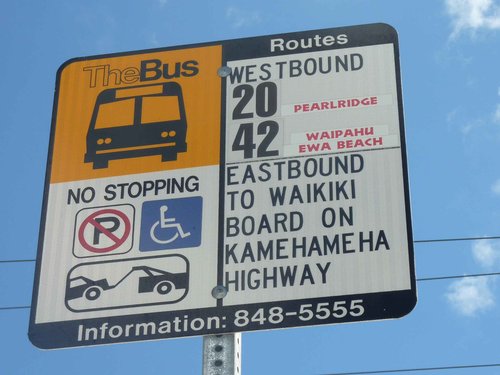 TheBus
NO STOPPING
P
Routes
WESTBOUND
20 PEARLRIDGE
42 WAIPAHU
EWA BEACH
EASTBOUND
TO WAIKIKI
BOARD ON
KAMEHAMEHA
HIGHWAY
Information: 848-5555